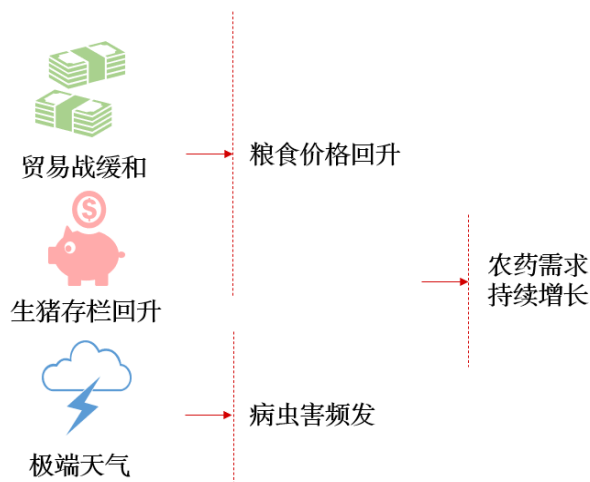 贸易战缓和
粮食价格回升
生猪存栏回升
农药需求
持续增长
极端天气
病虫害频发